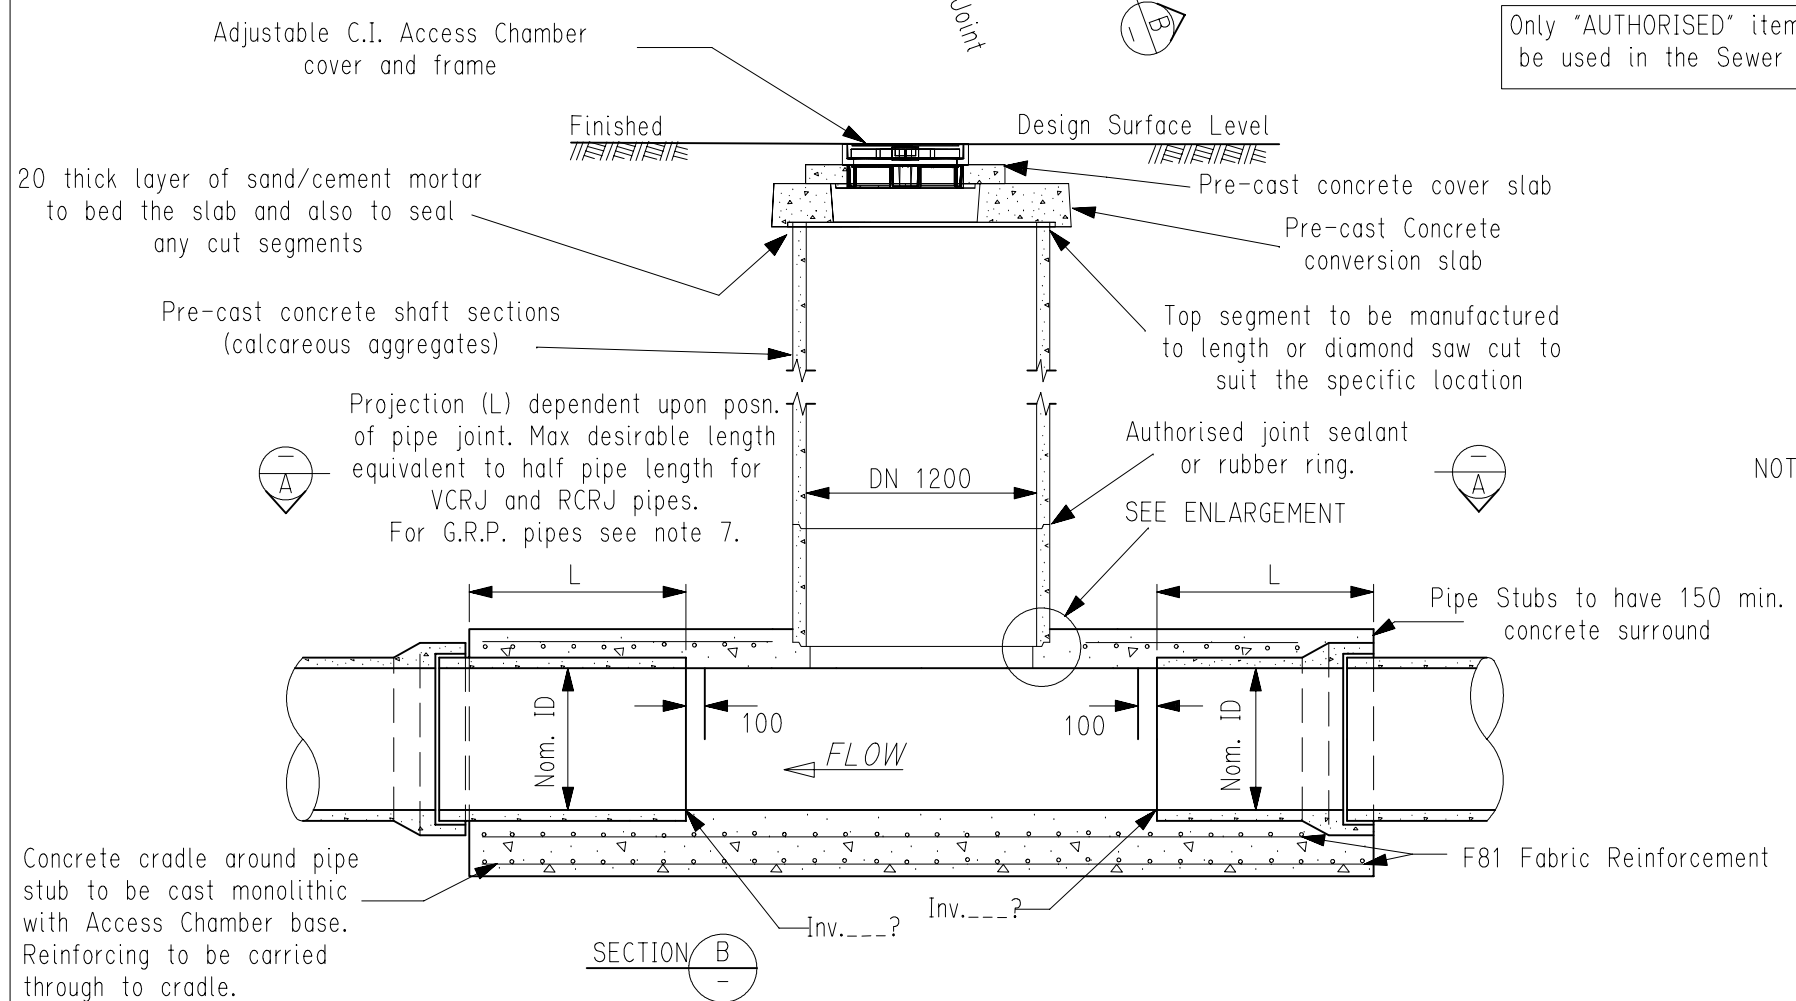 Joint
B
–
Only "AUTHORISED" item
be used in the Sewer
Adjustable C.I. Access Chamber
cover and frame
Finished
Design Surface Level
20 thick layer of sand/cement mortar
to bed the slab and also to seal
any cut segments
Pre-cast concrete cover slab
Pre-cast Concrete
conversion slab
Pre-cast concrete shaft sections
(calcareous aggregates)
Top segment to be manufactured
to length or diamond saw cut to
suit the specific location
Projection (L) dependent upon posn.
of pipe joint. Max desirable length
equivalent to half pipe length for
VCRJ and RCRJ pipes.
For G.R.P. pipes see note 7.
–
A
DN 1200
Authorised joint sealant
or rubber ring.
–
A
NOT
SEE ENLARGEMENT
L
L
Pipe Stubs to have 150 min.
concrete surround
Nom. ID
100
FLOW
100
Nom. ID
F81 Fabric Reinforcement
Concrete cradle around pipe
stub to be cast monolithic
with Access Chamber base.
Reinforcing to be carried
through to cradle.
Inv.___?
Inv.___?
SECTION B
–